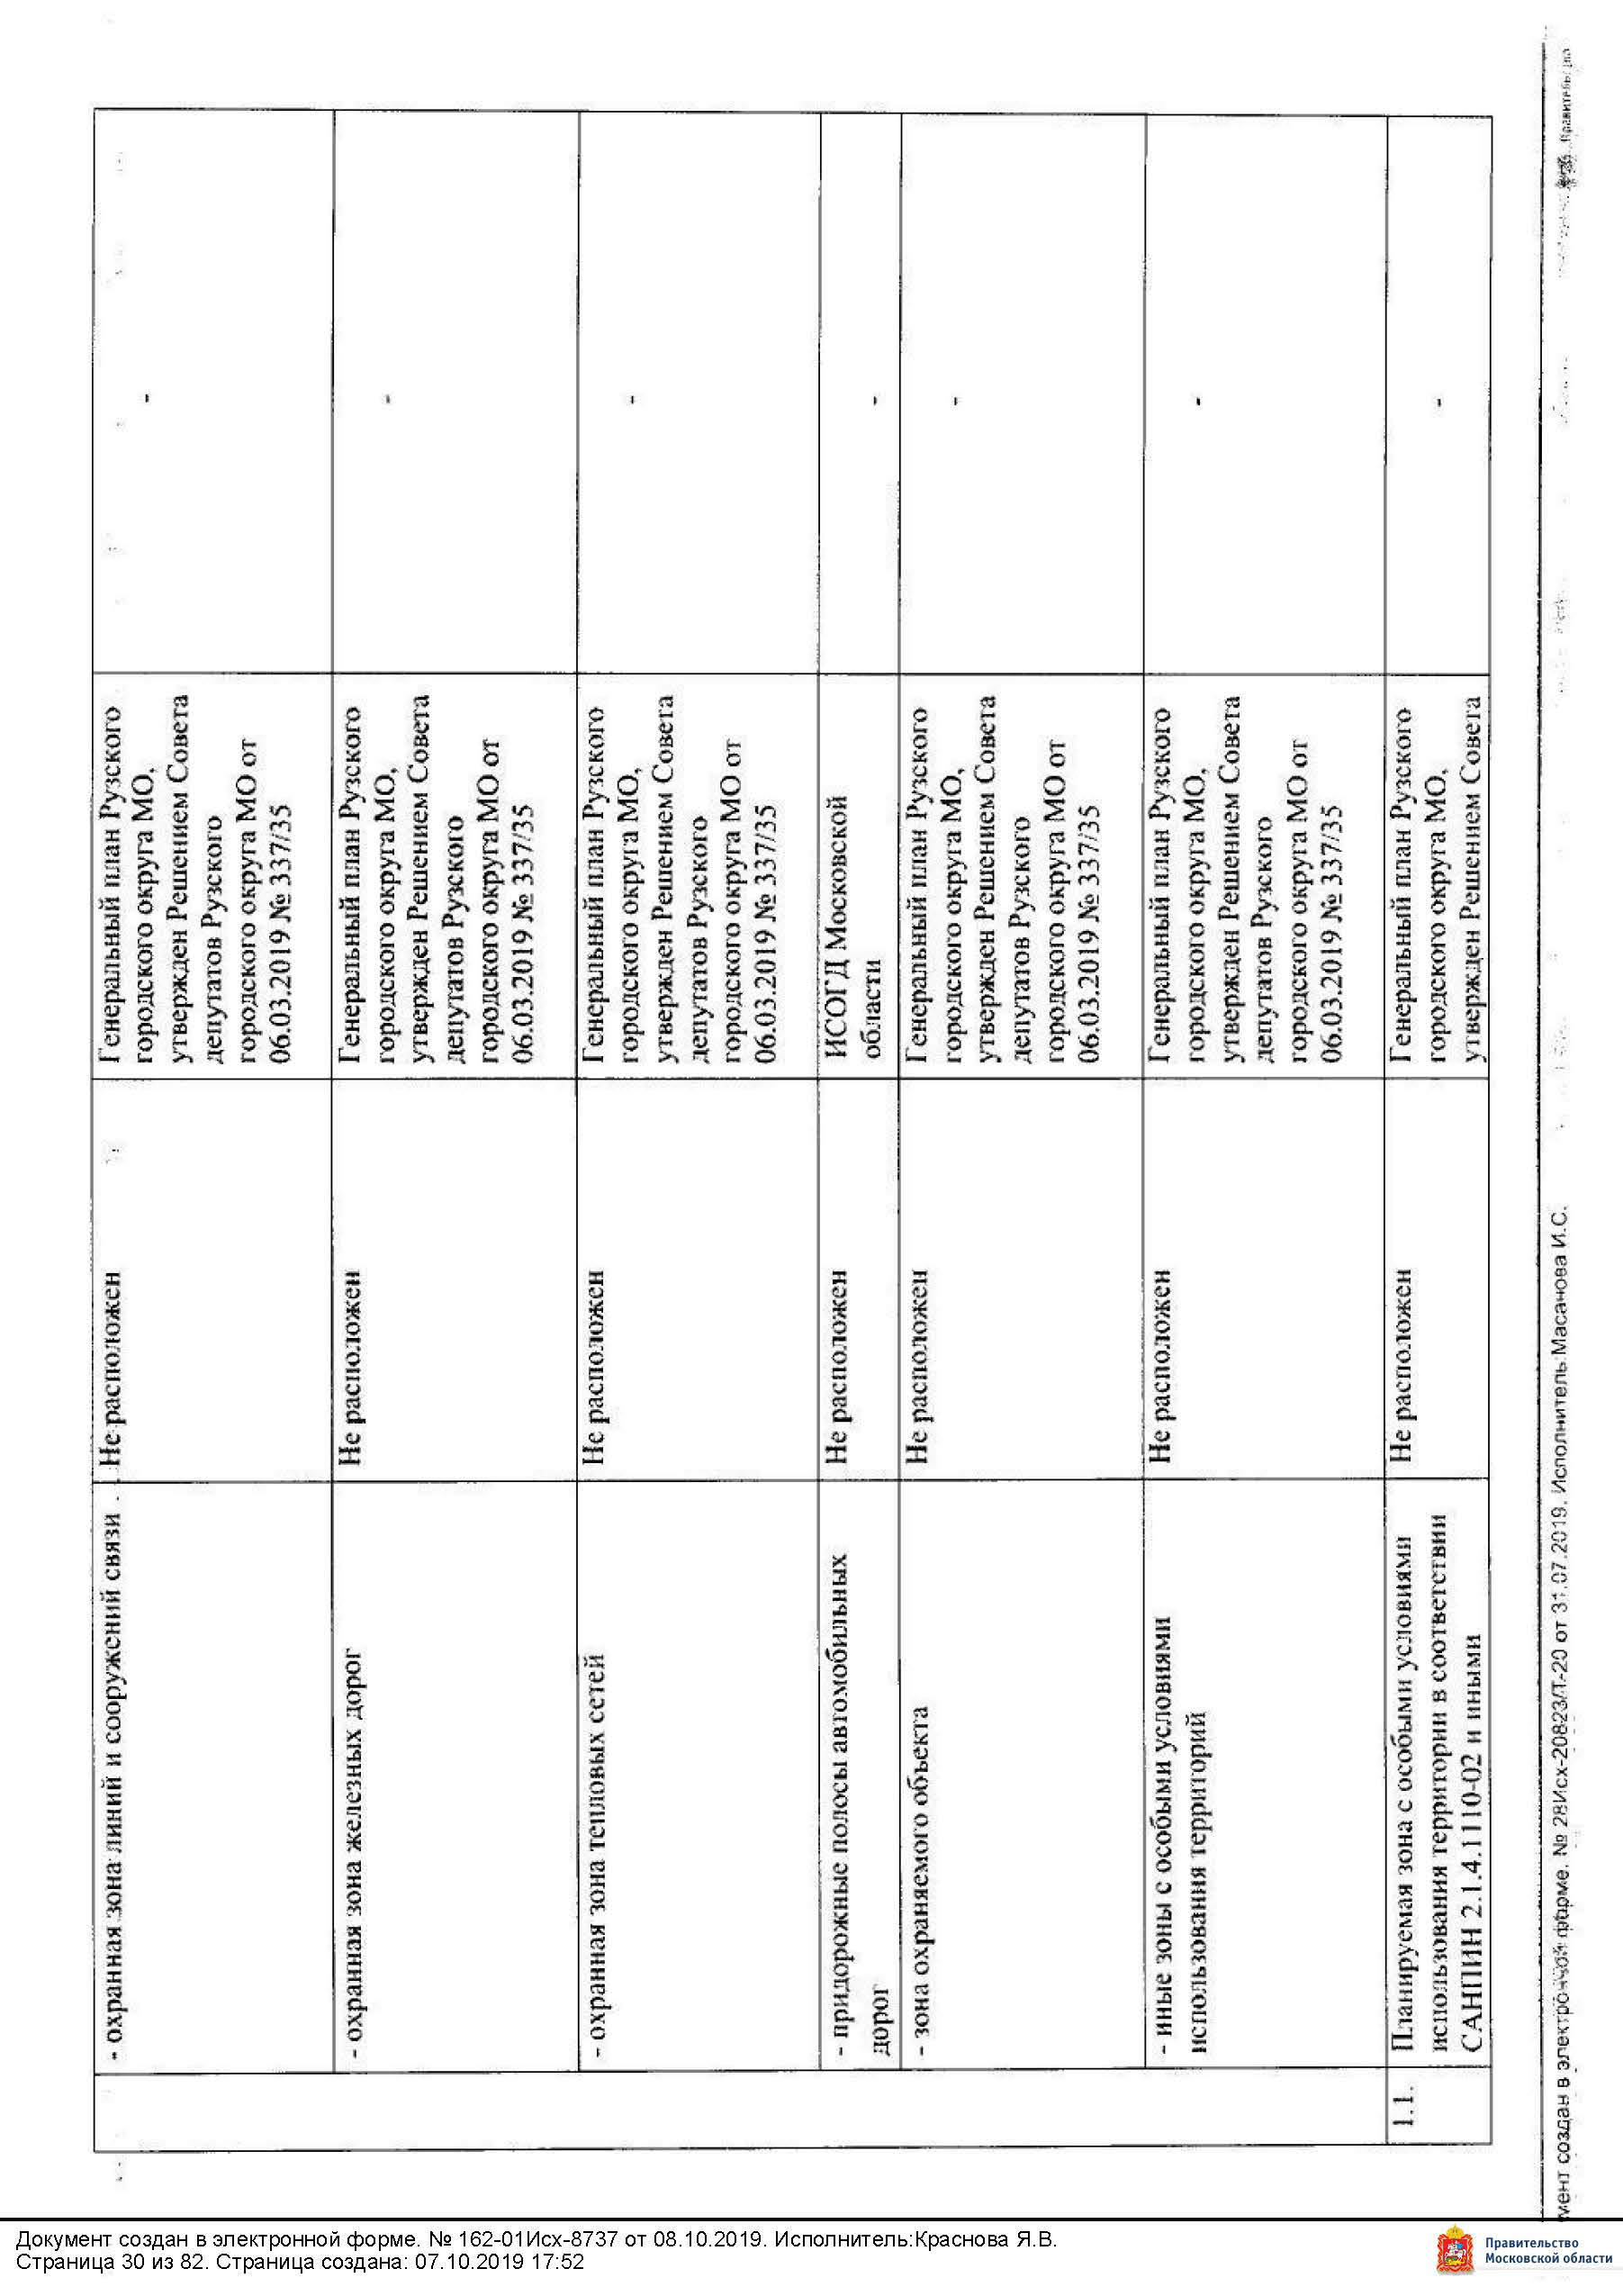 - охранная зона линий и сооружений связи
Не расположен
Генеральный план Рузского
городского округа МО,
утвержден Решением Совета
депутатов Рузского
городского округа МО от
06.03.2019 № 337/35
-
- охранная зона железных дорог
Не расположен
Генеральный план Рузского
городского округа МО,
утвержден Решением Совета
депутатов Рузского
городского округа МО от
06.03.2019 № 337/35
-
- охранная зона тепловых сетей
Не расположен
Генеральный план Рузского
городского округа МО,
утвержден Решением Совета
депутатов Рузского
городского округа МО от
06.03.2019 № 337/35
-
- придорожные полосы автомобильных
дорог
Не расположен
ИСОГД Московской
области
-
- зона охраняемого объекта
Не расположен
Генеральный план Рузского
городского округа МО,
утвержден Решением Совета
депутатов Рузского
городского округа МО от
06.03.2019 № 337/35
-
- иные зоны с особыми условиями
использования территорий
Не расположен
Генеральный план Рузского
городского округа МО,
утвержден Решением Совета
депутатов Рузского
городского округа МО от
06.03.2019 № 337/35
-
1.1.
Планируемая зона с особыми условиями
использования территории в соответствии
САНПИН 2.1.4.1110-02 и иными
Не расположен
Генеральный план Рузского
городского округа МО,
утвержден Решением Совета
-
мент создан в электронной форме. № 28Исх-20823/Т-20 от 31.07.2019. Исполнитель:Масанова И.С.
Документ создан в электронной форме. № 162-01Исх-8737 от 08.10.2019. Исполнитель:Краснова Я.В.
Страница 30 из 82. Страница создана: 07.10.2019 17:52
Правительство
Московской области